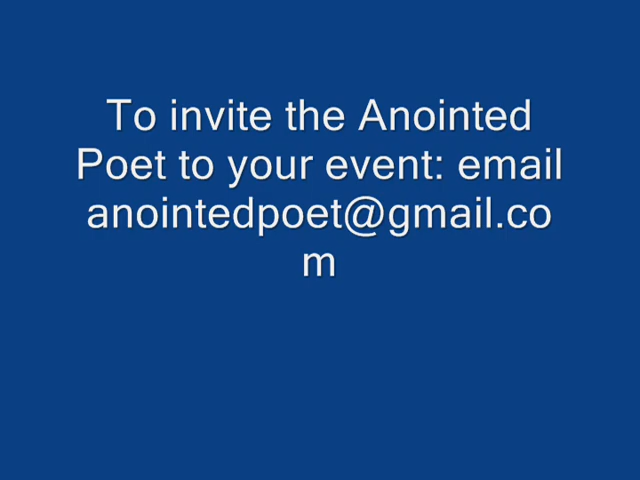 To invite the Anointed
Poet to your event: email
anointedpoet@gmail.co
m